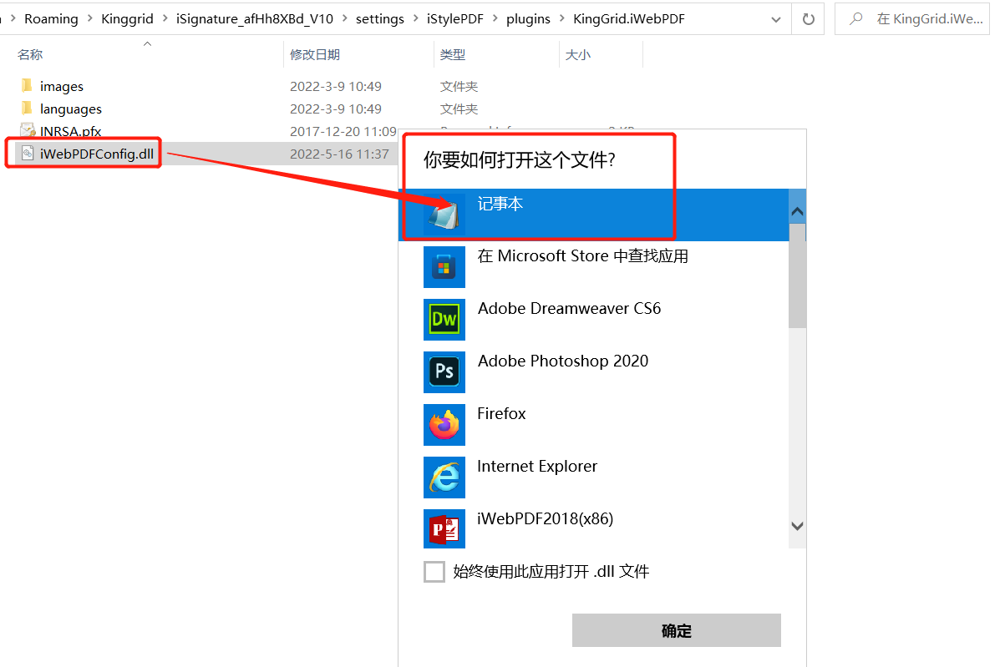 Roaming > Kinggrid > iSignature_afHh8XBd_V10 > settings > iStylePDF > plugins > KingGrid.iWebPDF
在 KingGrid.iWe...
名称 修改日期 类型 大小
images 2022-3-9 10:49 文件夹
languages 2022-3-9 10:49 文件夹
INRSA.pfx 2017-12-20 11:09
iWebPDFConfig.dll 2022-5-16 11:37
你要如何打开这个文件?
记事本
在 Microsoft Store 中查找应用
Dw
Adobe Dreamweaver CS6
Ps
Adobe Photoshop 2020
Firefox
Internet Explorer
iWebPDF2018(x86)
始终使用此应用打开 .dll 文件
确定